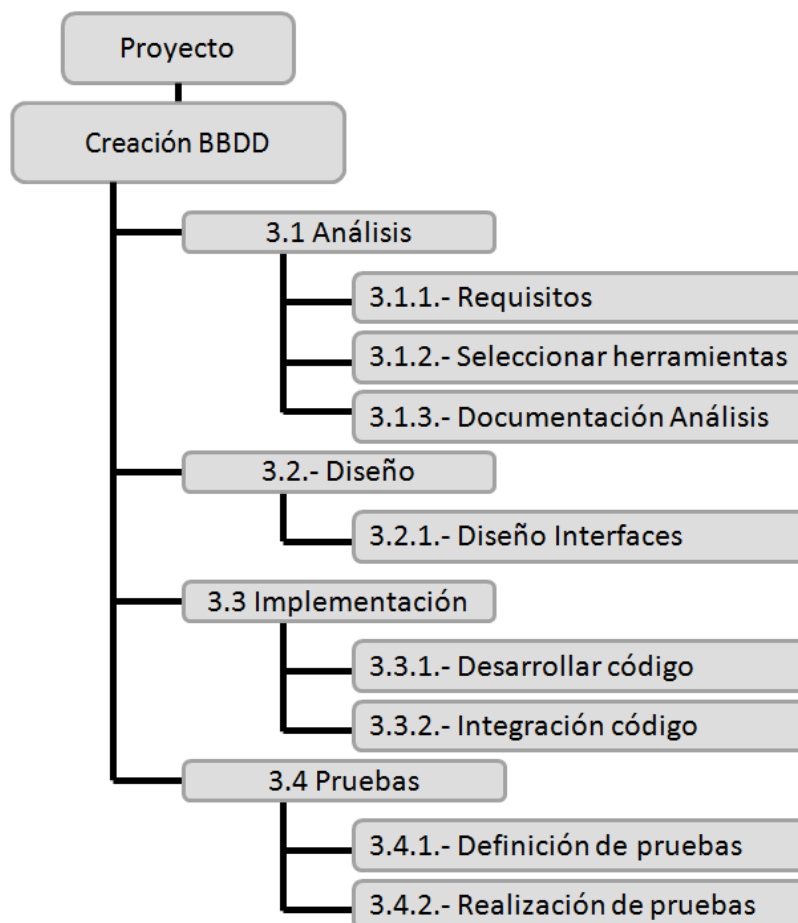 Proyecto
Creación BBDD
3.1 Análisis
3.1.1.- Requisitos
3.1.2.- Seleccionar herramientas
3.1.3.- Documentación Análisis
3.2.- Diseño
3.2.1.- Diseño Interfaces
3.3 Implementación
3.3.1.- Desarrollar código
3.3.2.- Integración código
3.4 Pruebas
3.4.1.- Definición de pruebas
3.4.2.- Realización de pruebas